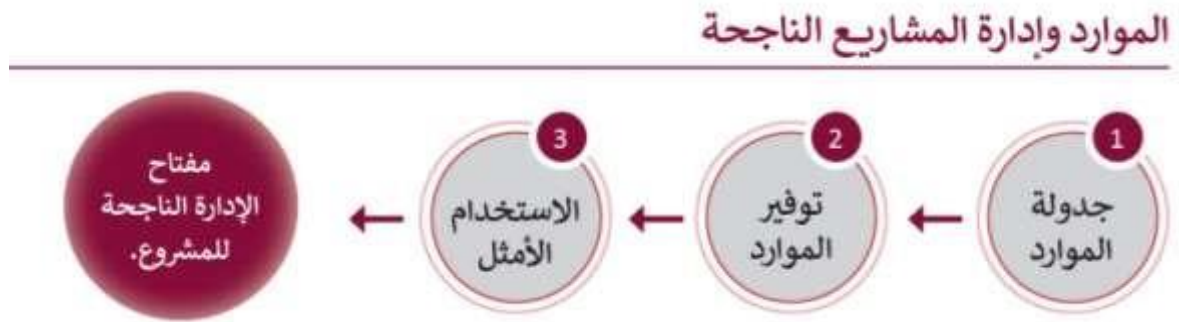 الموارد وإدارة المشاريع الناجحة
1
جدولة
الموارد
2
توفير
الموارد
3
الاستخدام
الأمثل
مفتاح
الإدارة الناجحة
للمشروع.